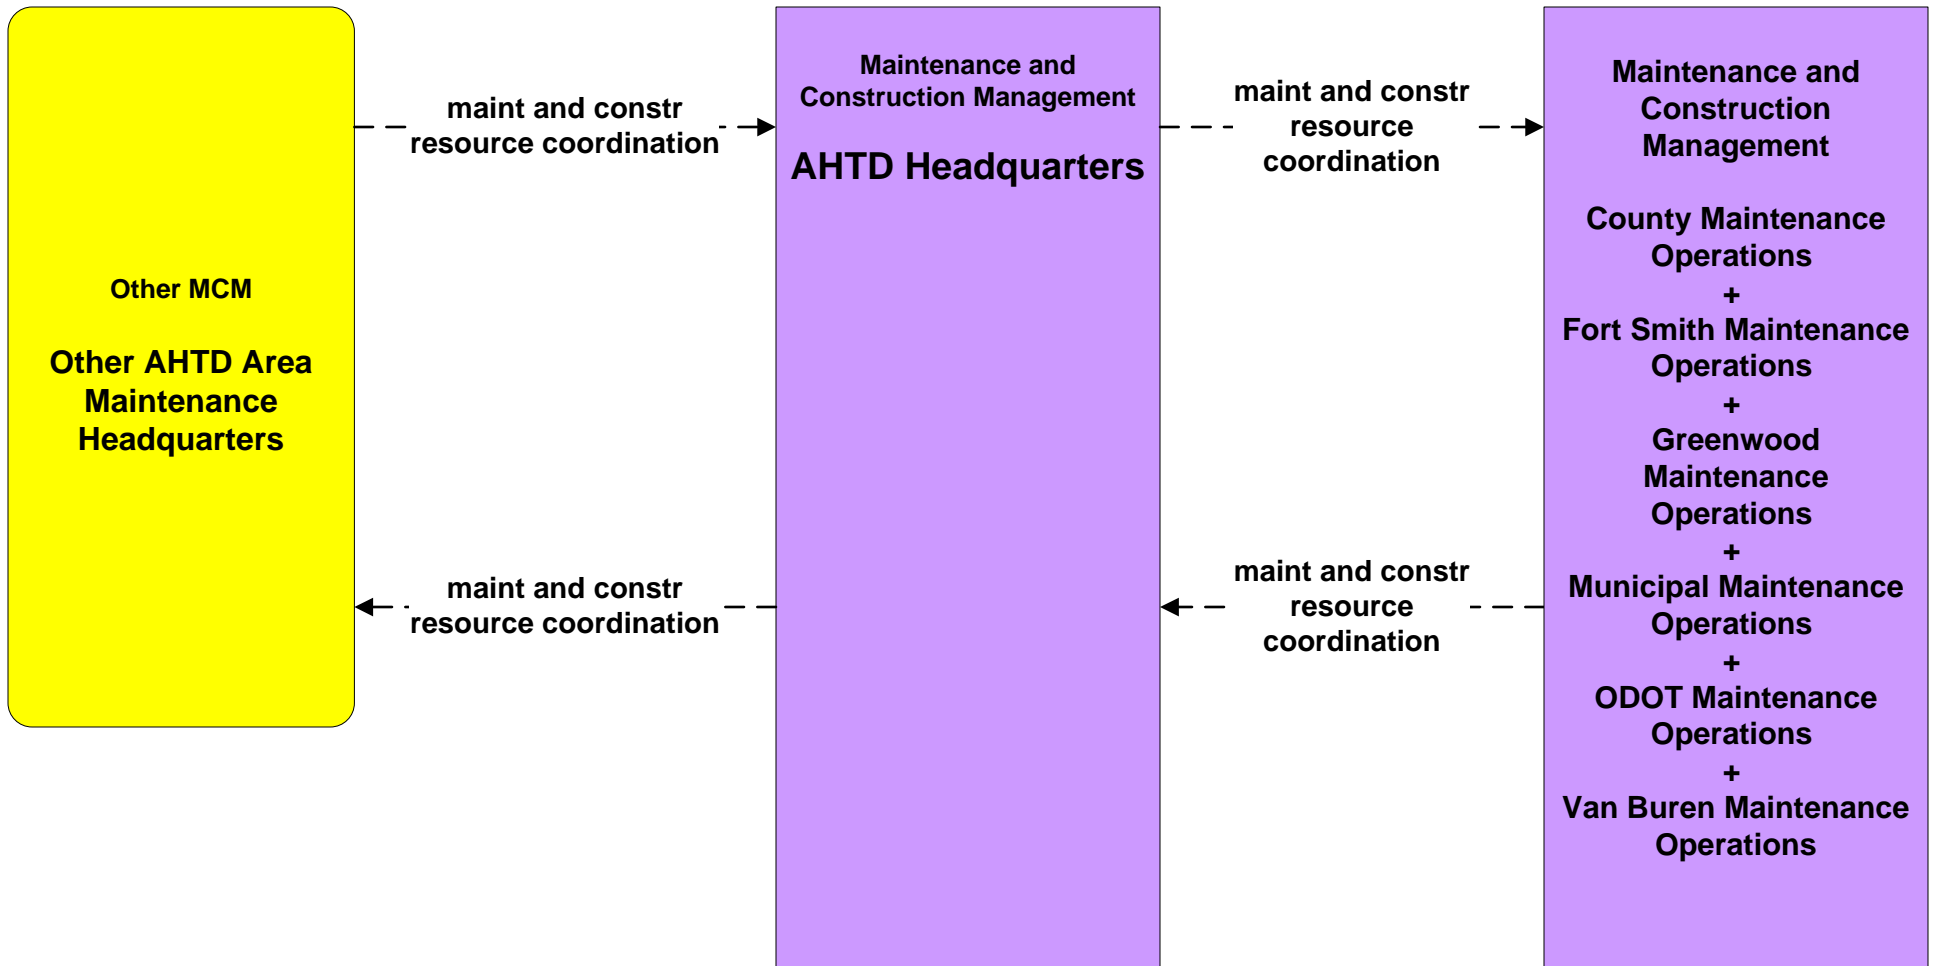 Other MCM
Other AHTD Area
Maintenance
Headquarters
maint and constr
resource coordination
maint and constr
resource coordination
Maintenance and
Construction Management
AHTD Headquarters
maint and constr
resource
coordination
maint and constr
resource
coordination
Maintenance and
Construction
Management
County Maintenance
Operations
+
Fort Smith Maintenance
Operations
+
Greenwood
Maintenance
Operations
+
Municipal Maintenance
Operations
+
ODOT Maintenance
Operations
+
Van Buren Maintenance
Operations